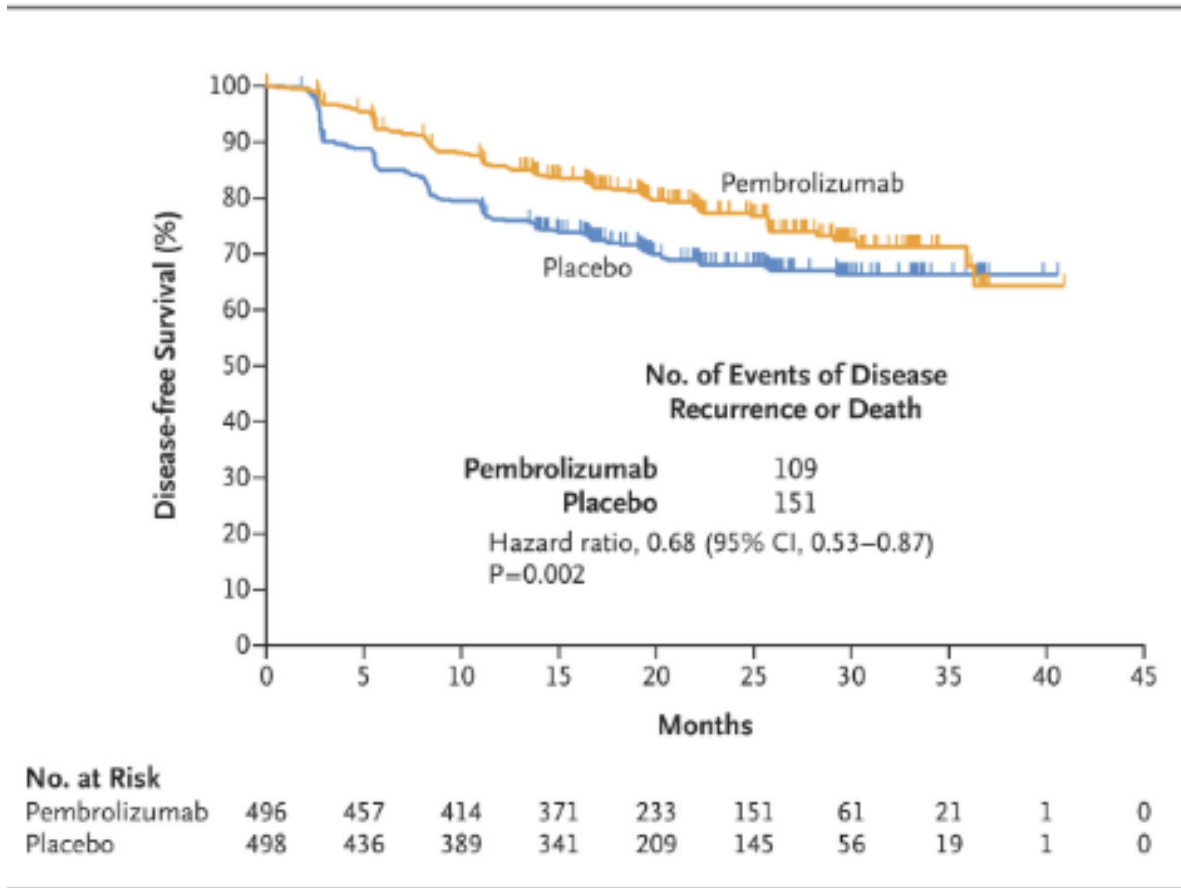 100
90
80
70
60
50
40
30
20
10
0
Disease-free Survival (%)
Pembrolizumab
Placebo
No. of Events of Disease
Recurrence or Death
Pembrolizumab 109
Placebo 151
Hazard ratio, 0.68 (95% CI, 0.53–0.87)
P=0.002
0 5 10 15 20 25 30 35 40 45
Months
No. at Risk
Pembrolizumab 496 457 414 371 233 151 61 21 1 0
Placebo 498 436 389 341 209 145 56 19 1 0